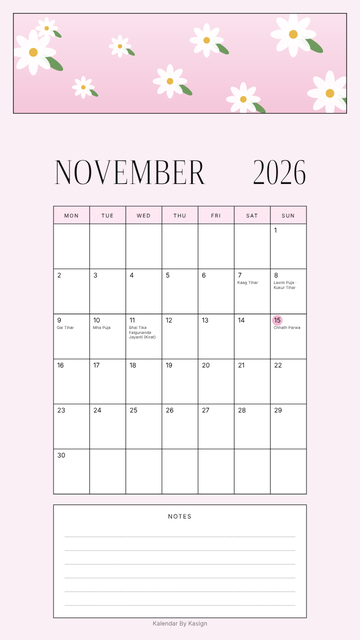 NOVEMBER 2026
MON TUE WED THU FRI SAT SUN
1
2 3 4 5 6 7 8
Kaag Tihar
Laxmi Puja
Kukur Tihar
9 10 11 12 13 14 15
Gai Tihar
Mha Puja
Bhai Tika
Falgunanda
Jayanti (Kirati)
Chhath Parwa
16 17 18 19 20 21 22
23 24 25 26 27 28 29
30
NOTES
Kalendar By Kasign